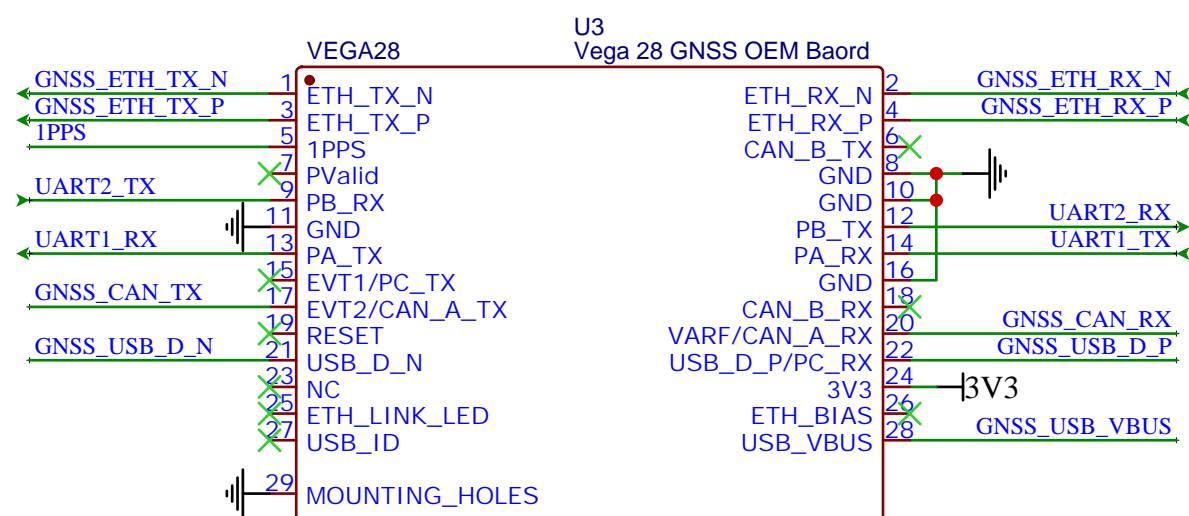 U3
VEGA28 Vega 28 GNSS OEM Baord
GNSS_ETH_TX_N 1 ETH_TX_N ETH_RX_N 2 GNSS_ETH_RX_N
GNSS_ETH_TX_P 3 ETH_TX_P ETH_RX_P 4 GNSS_ETH_RX_P
1PPS 5 1PPS CAN_B_TX 6
7 PValid GND 8
UART2_TX 9 PB_RX GND 10
11 GND PB_TX 12 UART2_RX
UART1_RX 13 PA_TX PA_RX 14 UART1_TX
15 EVT1/PC_TX GND 16
GNSS_CAN_TX 17 EVT2/CAN_A_TX CAN_B_RX 18
19 RESET VARF/CAN_A_RX 20 GNSS_CAN_RX
GNSS_USB_D_N 21 USB_D_N USB_D_P/PC_RX 22 GNSS_USB_D_P
23 NC 3V3 24 3V3
25 ETH_LINK_LED ETH_BIAS 26
27 USB_ID USB_VBUS 28 GNSS_USB_VBUS
29 MOUNTING_HOLES